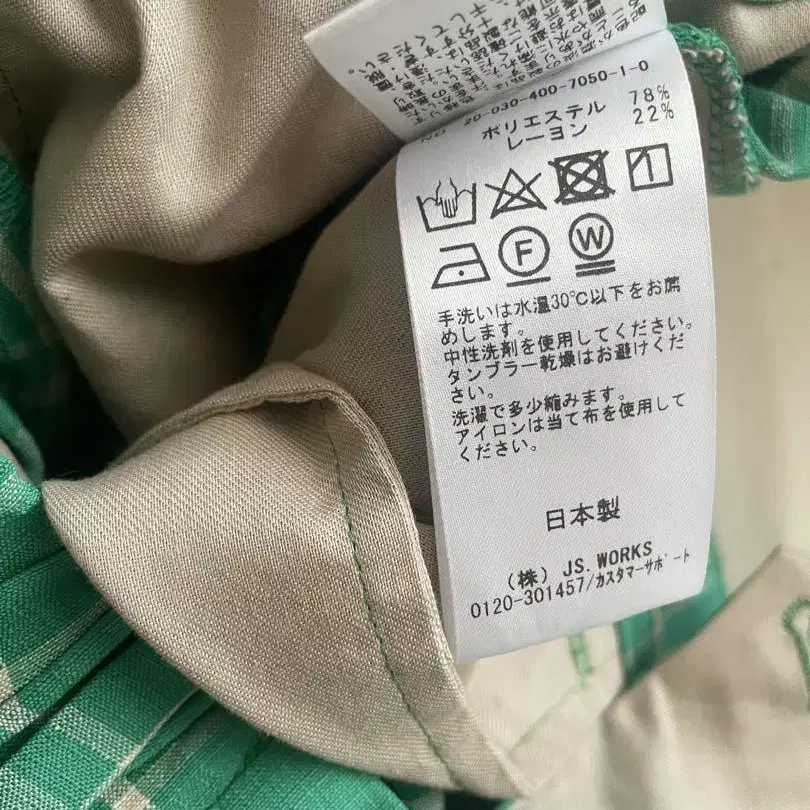 20-030-400-7050-1-0
ポリエステル 78%
レーヨン 22%
F
W
手洗いは水温30℃以下をお薦
めします。
中性洗剤を使用してください。
タンブラー乾燥はお避けくだ
さい。
洗濯で多少縮みます。
アイロンは当て布を使用して
ください。
日本製
(株) JS.WORKS
0120-301457/カスタマーサポート